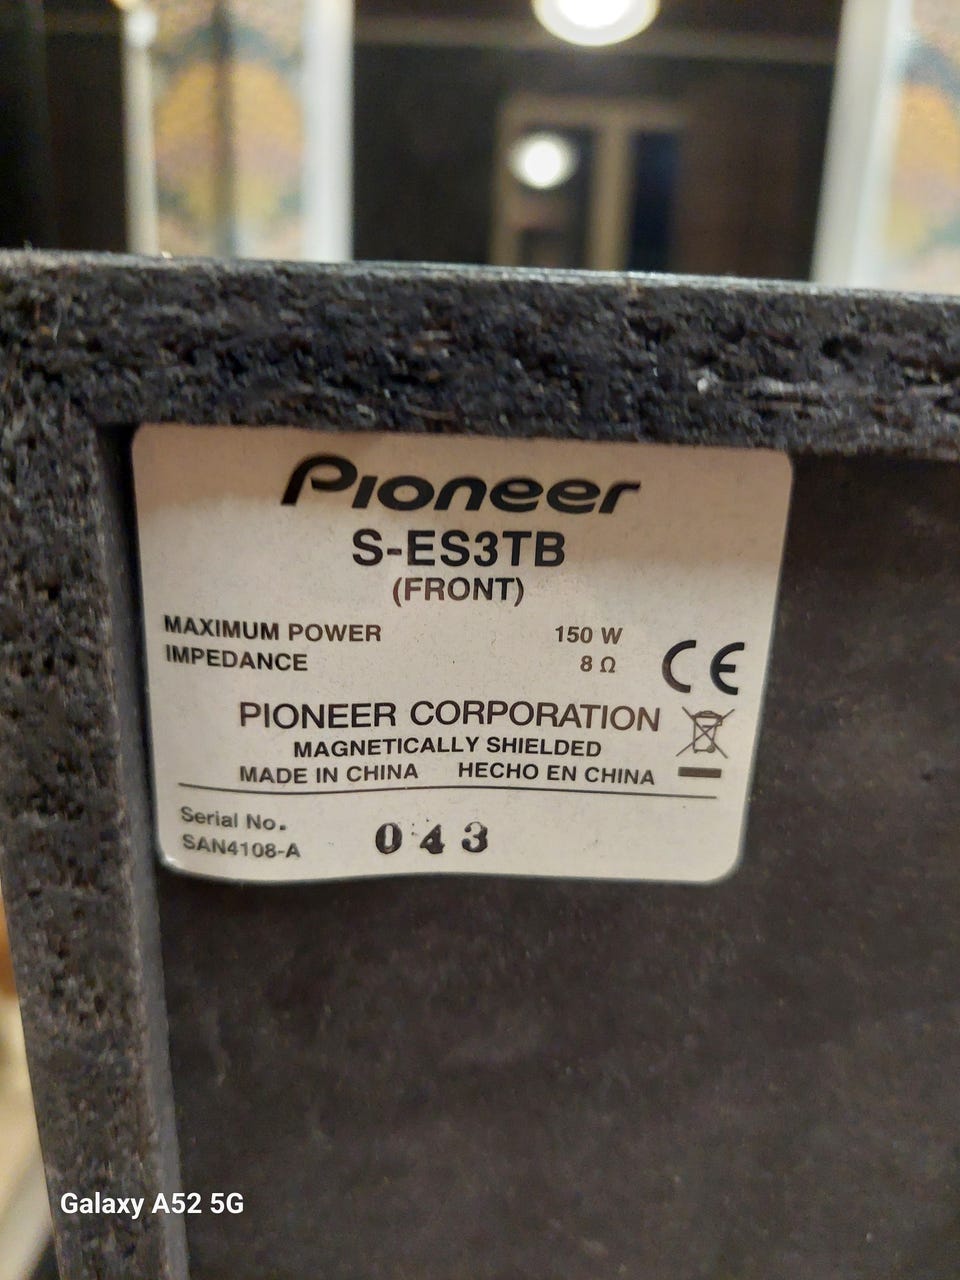 Pioneer
S-ES3TB
(FRONT)
MAXIMUM POWER 150 W
IMPEDANCE 8 Ω
CE
PIONEER CORPORATION
MAGNETICALLY SHIELDED
MADE IN CHINA HECHO EN CHINA
Serial No.
SAN4108-A 043
Galaxy A52 5G